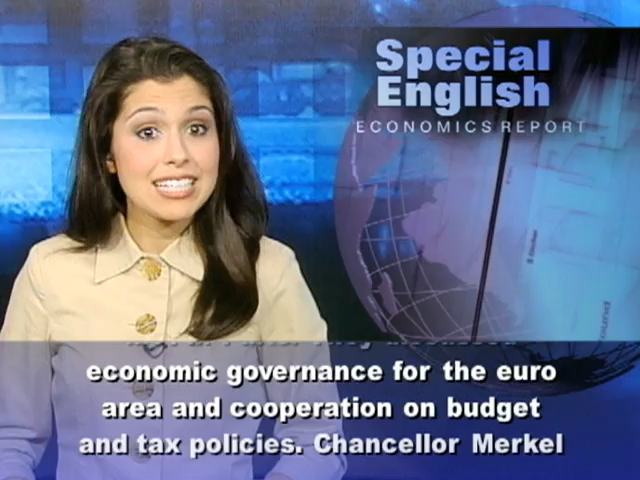 Special
English
ECONOMICS REPORT
economic governance for the euro
area and cooperation on budget
and tax policies. Chancellor Merkel